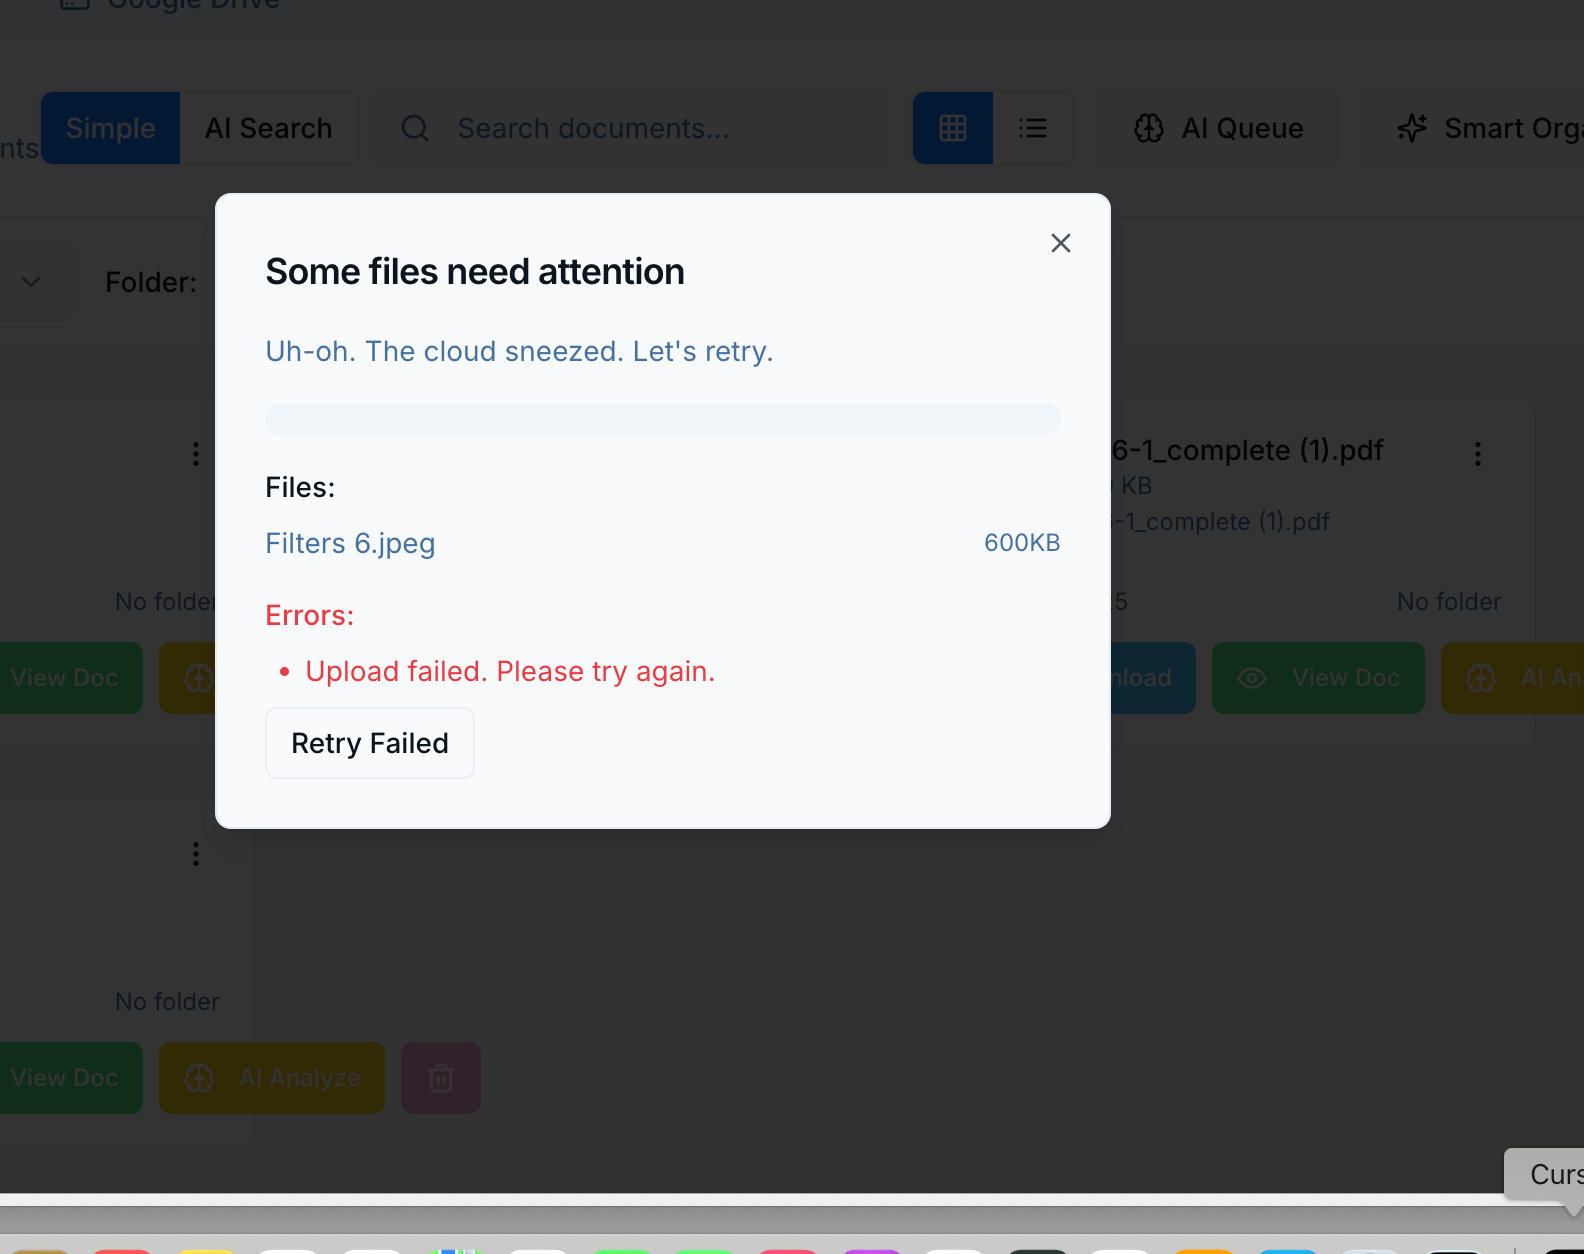 Google Drive
Simple
AI Search
Search documents...
AI Queue
Smart
nts
Folder:
Some files need attention
Uh-oh. The cloud sneezed. Let's retry.
Files:
Filters 6.jpeg
600KB
Errors:
• Upload failed. Please try again.
Retry Failed
6-1_complete (1).pdf
KB
-1_complete (1).pdf
No folder
No folder
View Doc
nload
View Doc
AI
No folder
View Doc
AI Analyze
Curs